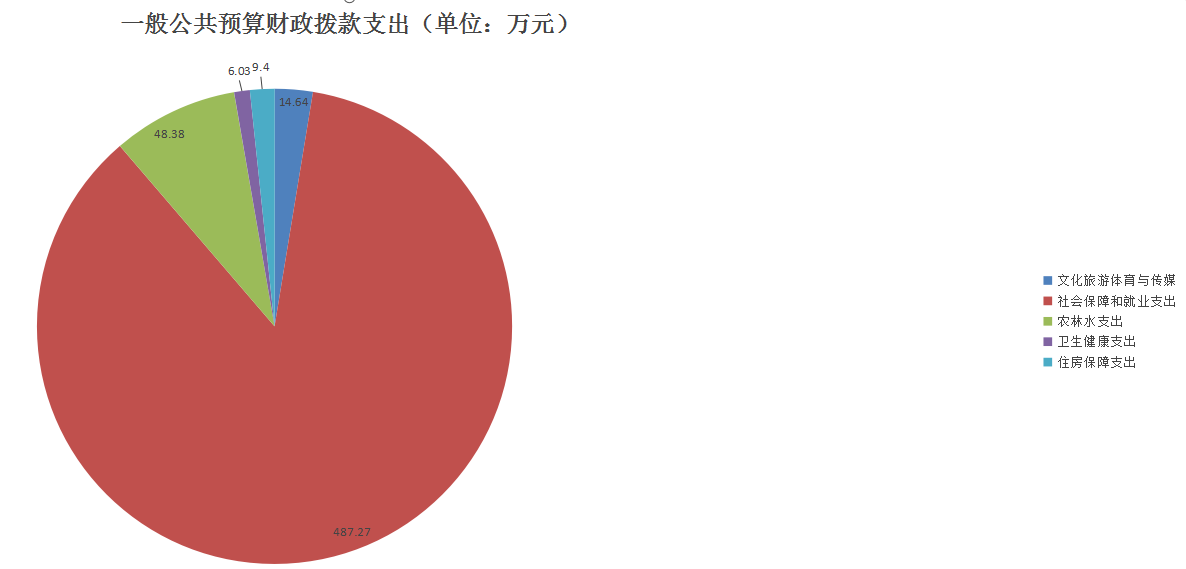 一般公共预算财政拨款支出（单位：万元）
6.03
9.4
14.64
48.38
487.27
文化旅游体育与传媒
社会保障和就业支出
农林水支出
卫生健康支出
住房保障支出